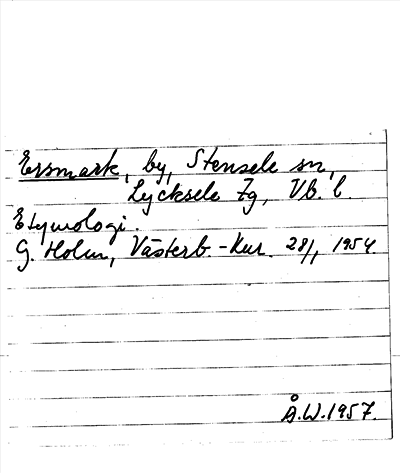 Ersmark, by, Stensele sn,
Lycksele lg, Vb. l.
Etymologi.
G. Holm, Västerb.-Kur. 28/1 1954.
Å.W. 1957.